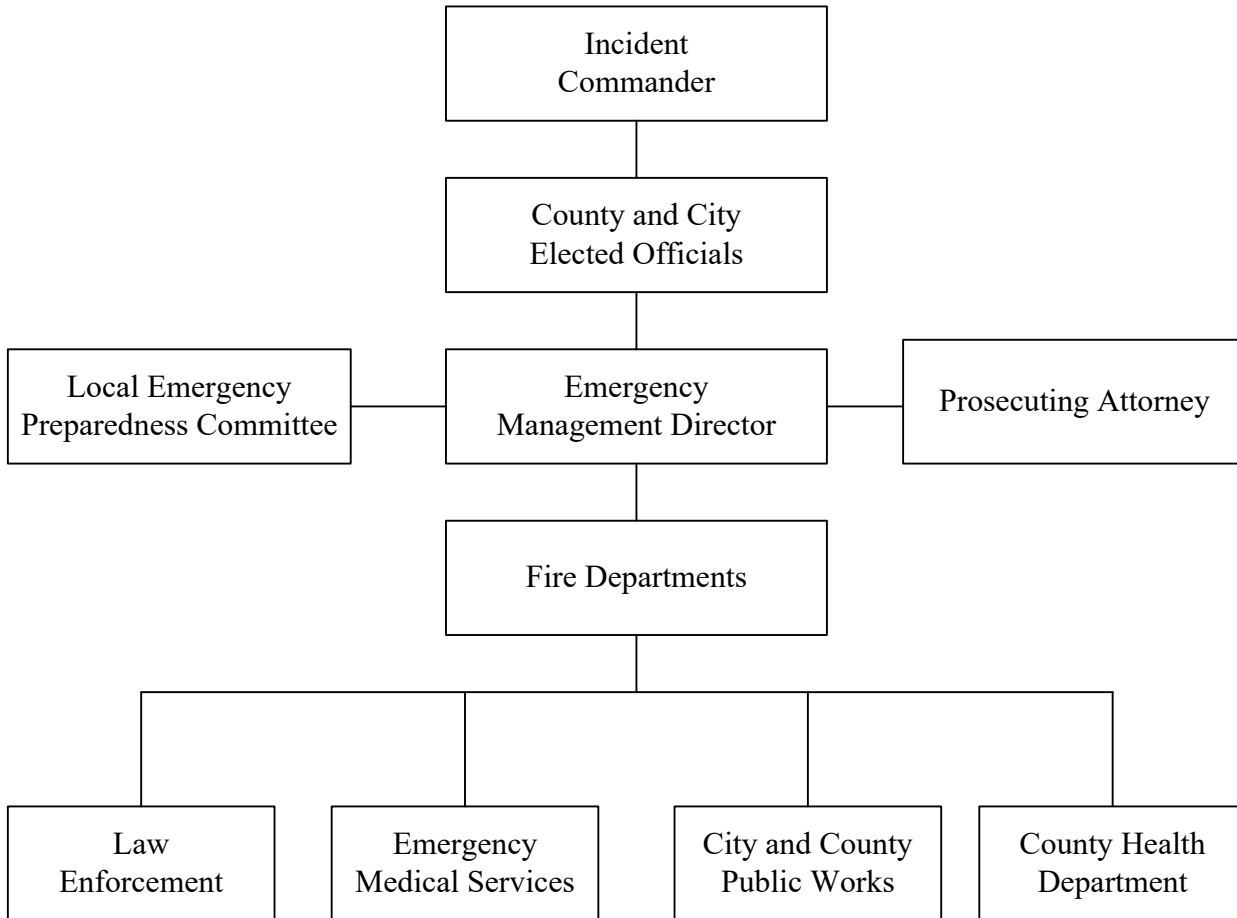 Incident
Commander
County and City
Elected Officials
Local Emergency
Preparedness Committee
Emergency
Management Director
Prosecuting Attorney
Fire Departments
Law
Enforcement
Emergency
Medical Services
City and County
Public Works
County Health
Department